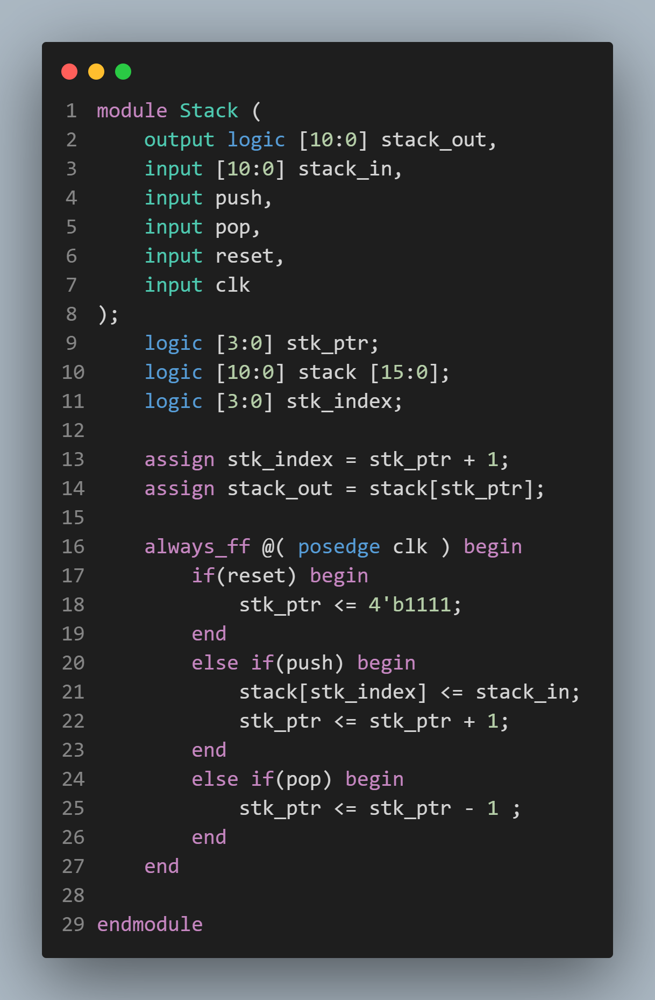 1 module Stack (
2     output logic [10:0] stack_out,
3     input [10:0] stack_in,
4     input push,
5     input pop,
6     input reset,
7     input clk
8 );
9     logic [3:0] stk_ptr;
10     logic [10:0] stack [15:0];
11     logic [3:0] stk_index;
12
13     assign stk_index = stk_ptr + 1;
14     assign stack_out = stack[stk_ptr];
15
16     always_ff @( posedge clk ) begin
17         if(reset) begin
18             stk_ptr <= 4'b1111;
19         end
20         else if(push) begin
21             stack[stk_index] <= stack_in;
22             stk_ptr <= stk_ptr + 1;
23         end
24         else if(pop) begin
25             stk_ptr <= stk_ptr - 1 ;
26         end
27     end
28
29 endmodule